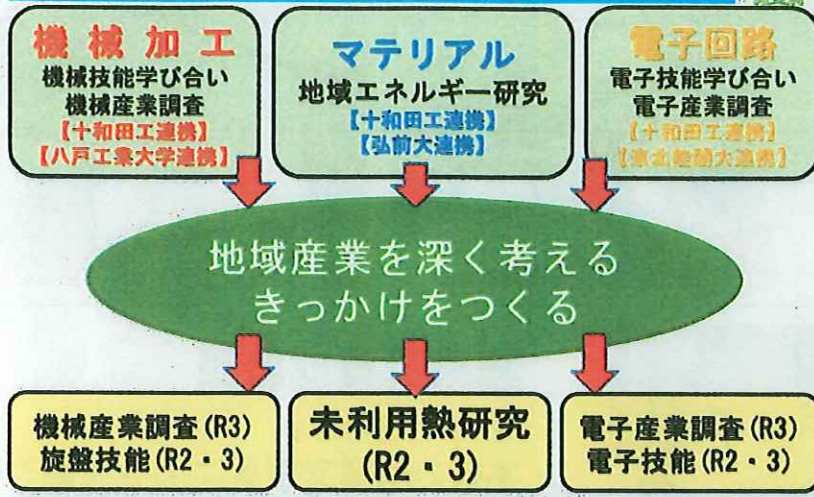 機械加工
機械技能学び合い
機械産業調査
【十和田工連携】
【八戸工業大学連携】
マテリアル
地域エネルギー研究
【十和田工連携】
【弘前大連携】
電子回路
電子技能学び合い
電子産業調査
【十和田工連携】
【東北能開大連携】
地域産業を深く考える
きっかけをつくる
機械産業調査(R3)
旋盤技能(R2・3)
未利用熱研究
(R2・3)
電子産業調査(R3)
電子技能(R2・3)